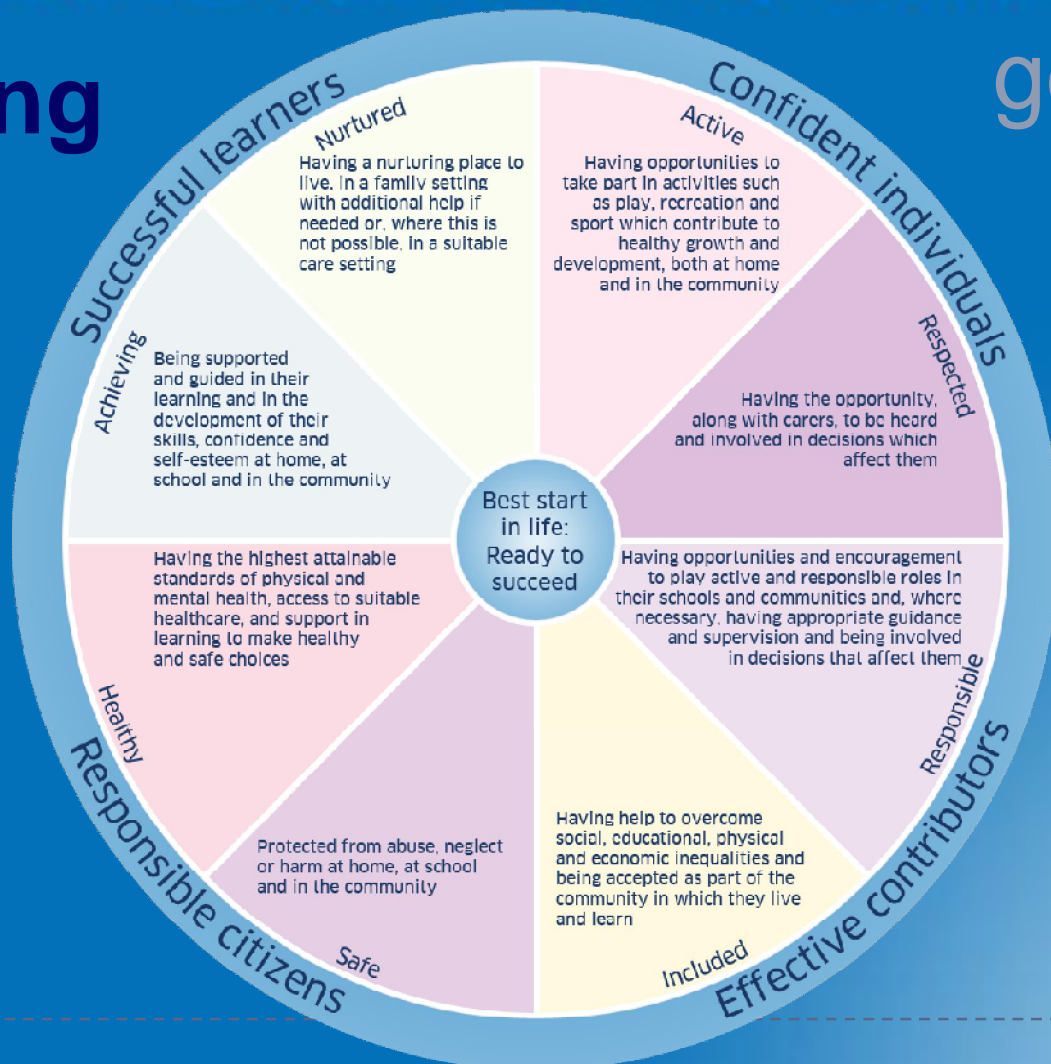 ng
ge
Successful learners
Confident individuals
Nurtured
Having a nurturing place to
live, in a family setting
with additional help if
needed or, where this is
not possible, in a suitable
care setting
Active
Having opportunities to
take part in activities such
as play, recreation and
sport which contribute to
healthy growth and
development, both at home
and in the community
Achieving
Being supported
and guided in their
learning and in the
development of their
skills, confidence and
self-esteem at home, at
school and in the community
Respected
Having the opportunity,
along with carers, to be heard
and involved in decisions which
affect them
Best start
in life:
Ready to
succeed
Having the highest attainable
standards of physical and
mental health, access to suitable
healthcare, and support in
learning to make healthy
and safe choices
Healthy
Having opportunities and encouragement
to play active and responsible roles in
their schools and communities and, where
necessary, having appropriate guidance
and supervision and being involved
in decisions that affect them
Responsible
Protected from abuse, neglect
or harm at home, at school
and in the community
Safe
Having help to overcome
social, educational, physical
and economic inequalities and
being accepted as part of the
community in which they live
and learn
Included
Responsible citizens
Effective contributors